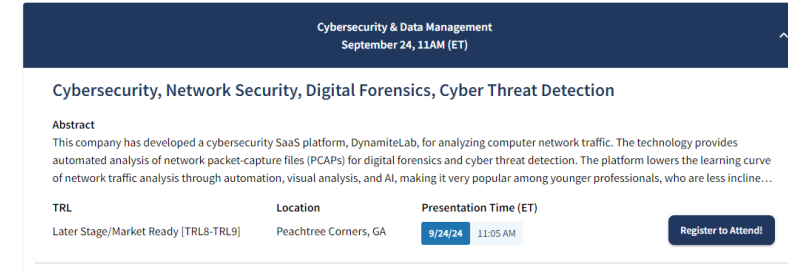 Cybersecurity & Data Management
September 24, 11AM (ET)
Cybersecurity, Network Security, Digital Forensics, Cyber Threat Detection
Abstract
This company has developed a cybersecurity SaaS platform, DynamiteLab, for analyzing computer network traffic. The technology provides
automated analysis of network packet-capture files (PCAPs) for digital forensics and cyber threat detection. The platform lowers the learning curve
of network traffic analysis through automation, visual analysis, and AI, making it very popular among younger professionals, who are less incline...
TRL Location Presentation Time (ET)
Later Stage/Market Ready [TRL8-TRL9] Peachtree Corners, GA 9/24/24 11:05 AM Register to Attend!